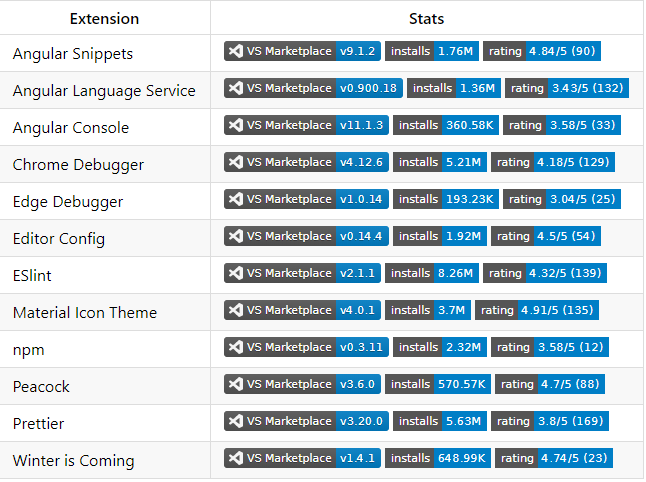 Extension Stats
Angular Snippets VS Marketplace v9.1.2 installs 1.76M rating 4.84/5 (90)
Angular Language Service VS Marketplace v0.900.18 installs 1.36M rating 3.43/5 (132)
Angular Console VS Marketplace v11.1.3 installs 360.58K rating 3.58/5 (33)
Chrome Debugger VS Marketplace v4.12.6 installs 5.21M rating 4.18/5 (129)
Edge Debugger VS Marketplace v1.0.14 installs 193.23K rating 3.04/5 (25)
Editor Config VS Marketplace v0.14.4 installs 1.92M rating 4.5/5 (54)
ESlint VS Marketplace v2.1.1 installs 8.26M rating 4.32/5 (139)
Material Icon Theme VS Marketplace v4.0.1 installs 3.7M rating 4.91/5 (135)
npm VS Marketplace v0.3.11 installs 2.32M rating 3.58/5 (12)
Peacock VS Marketplace v3.6.0 installs 570.57K rating 4.7/5 (88)
Prettier VS Marketplace v3.20.0 installs 5.63M rating 3.8/5 (169)
Winter is Coming VS Marketplace v1.4.1 installs 648.99K rating 4.74/5 (23)